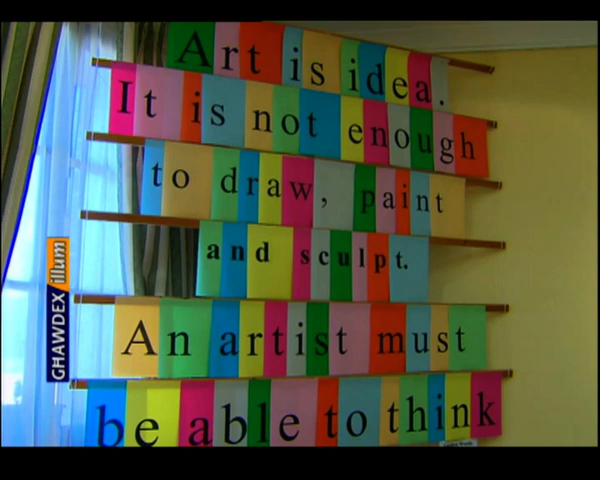 Art is idea.
It is not enough
to draw, paint
and sculpt.
An artist must
be able to think
GHAWDEX illum